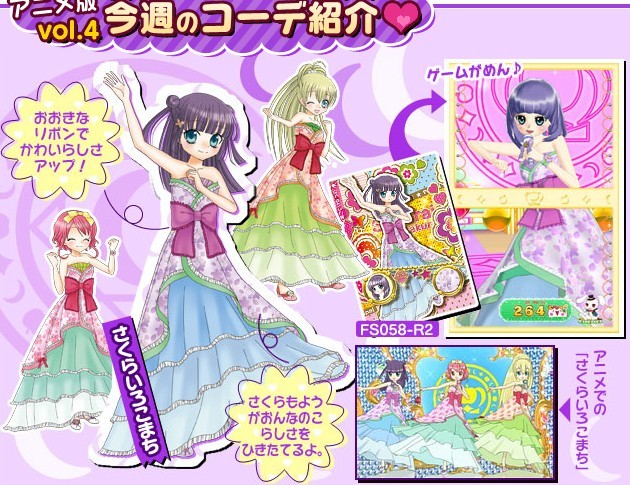 アニメ版
vol.4
今週のコーデ紹介
おおきな
リボンで
かわいらしさ
アップ！
ゲームがめん♪
FS058-R2
264
さくらいろこまち
さくらもよう
がおんなのこ
らしさを
ひきたてるよ。
アニメでの
「さくらいろこまち」